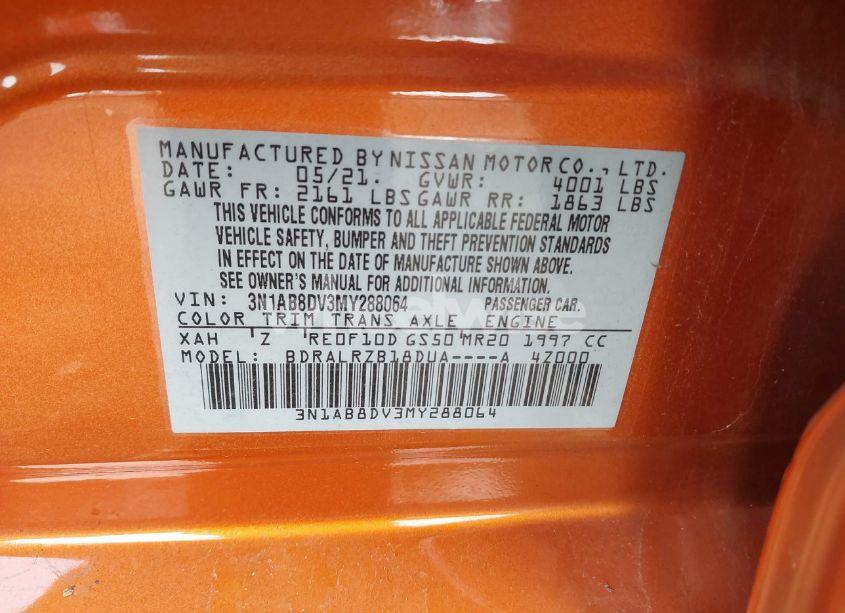 MANUFACTURED BY NISSAN MOTOR CO., LTD.
DATE: 05/21. GVWR: 4001 LBS
GAWR FR: 2161 LBS GAWR RR: 1863 LBS
THIS VEHICLE CONFORMS TO ALL APPLICABLE FEDERAL MOTOR
VEHICLE SAFETY, BUMPER AND THEFT PREVENTION STANDARDS
IN EFFECT ON THE DATE OF MANUFACTURE SHOWN ABOVE.
SEE OWNER'S MANUAL FOR ADDITIONAL INFORMATION.
VIN: 3N1AB8DV3MY288064 PASSENGER CAR.
COLOR TRIM TRANS AXLE ENGINE
XAH Z RE0F10D GS50 MR20 1997 CC
MODEL: BDRALRZB18DUA----A 4Z000
3N1AB8DV3MY288064